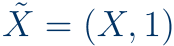 X̃ = (X, 1)